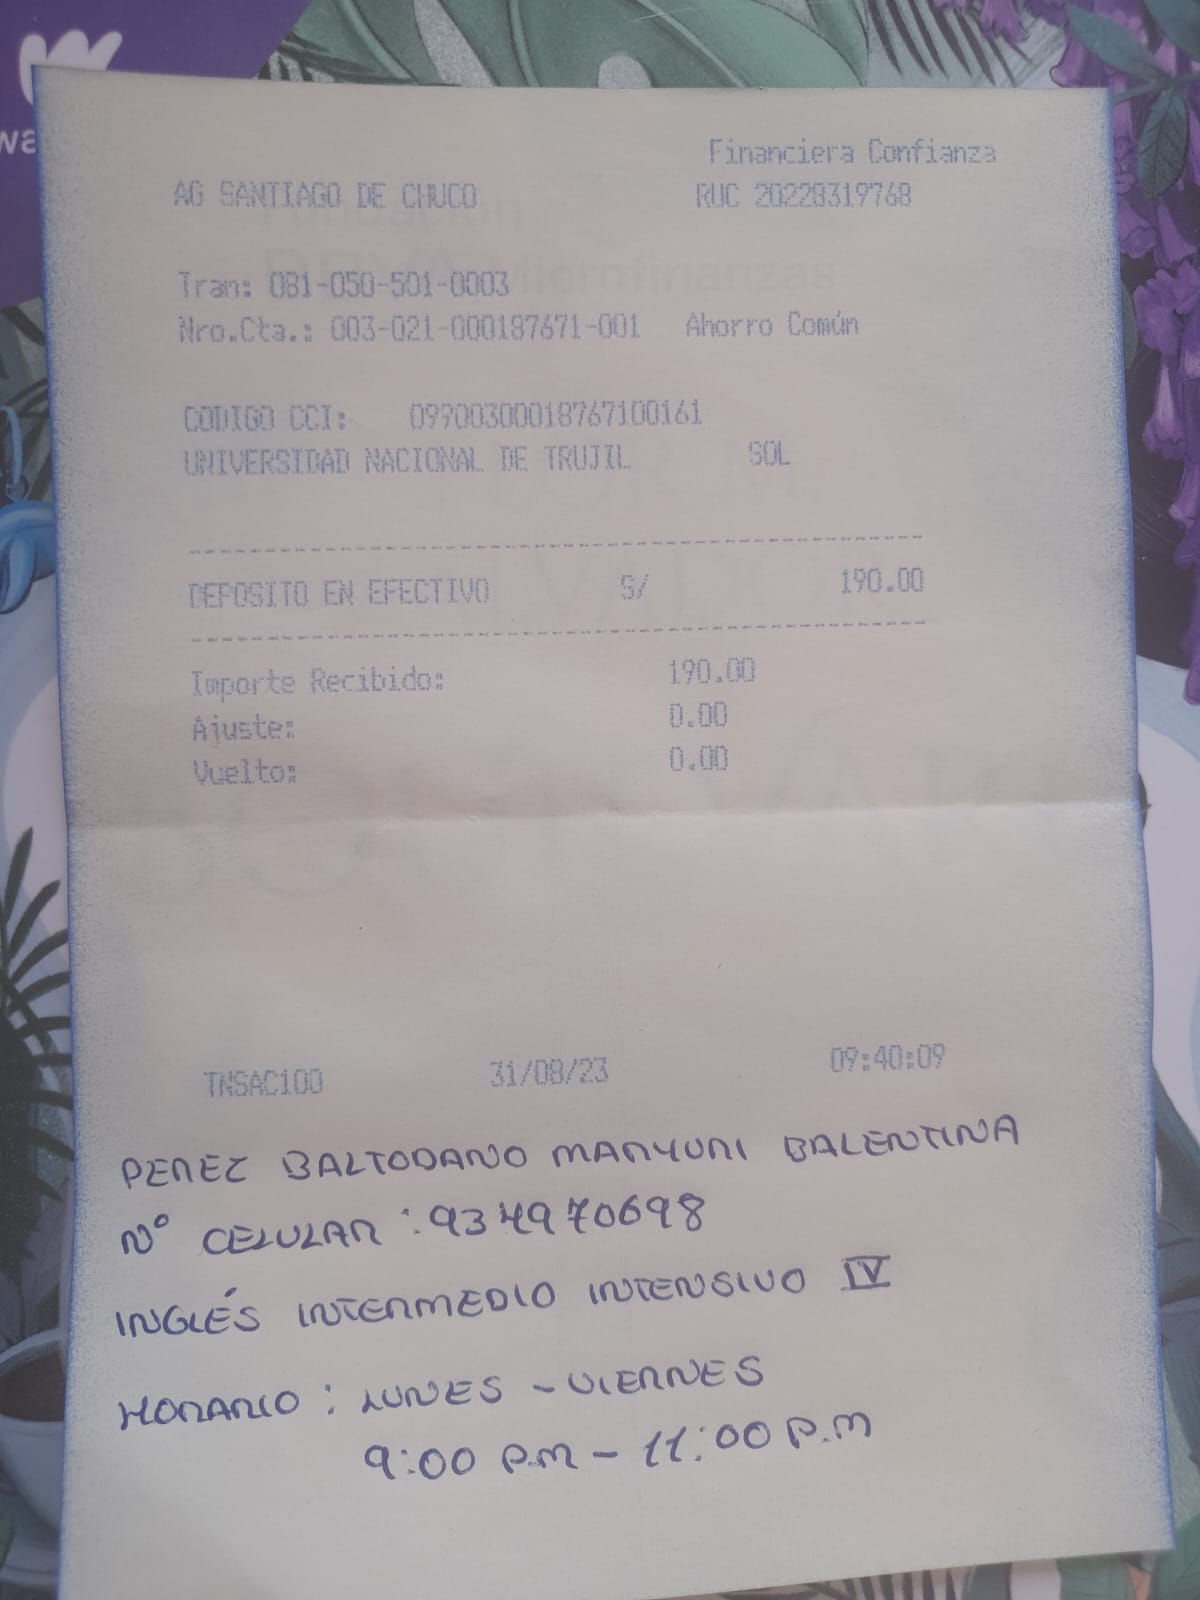 wa
Financiera Confianza
AG SANTIAGO DE CHUCO RUC 20228319768
Tran: 081-050-501-0003
Nro.Cta.: 003-021-000187671-001 Ahorro Común
CODIGO CCI: 09900300018767100161
UNIVERSIDAD NACIONAL DE TRUJIL SOL
DEPOSITO EN EFECTIVO S/ 190.00
Importe Recibido: 190.00
Ajuste: 0.00
Vuelto: 0.00
TNSAC100 31/08/23 09:40:09
PEREZ BALTODANO MARYURI BALENTINA
N° CELULAR : 934970698
INGLÉS INTERMEDIO INTENSIVO IV
HORARIO : LUNES - VIERNES
9:00 P.M - 11:00 P.M